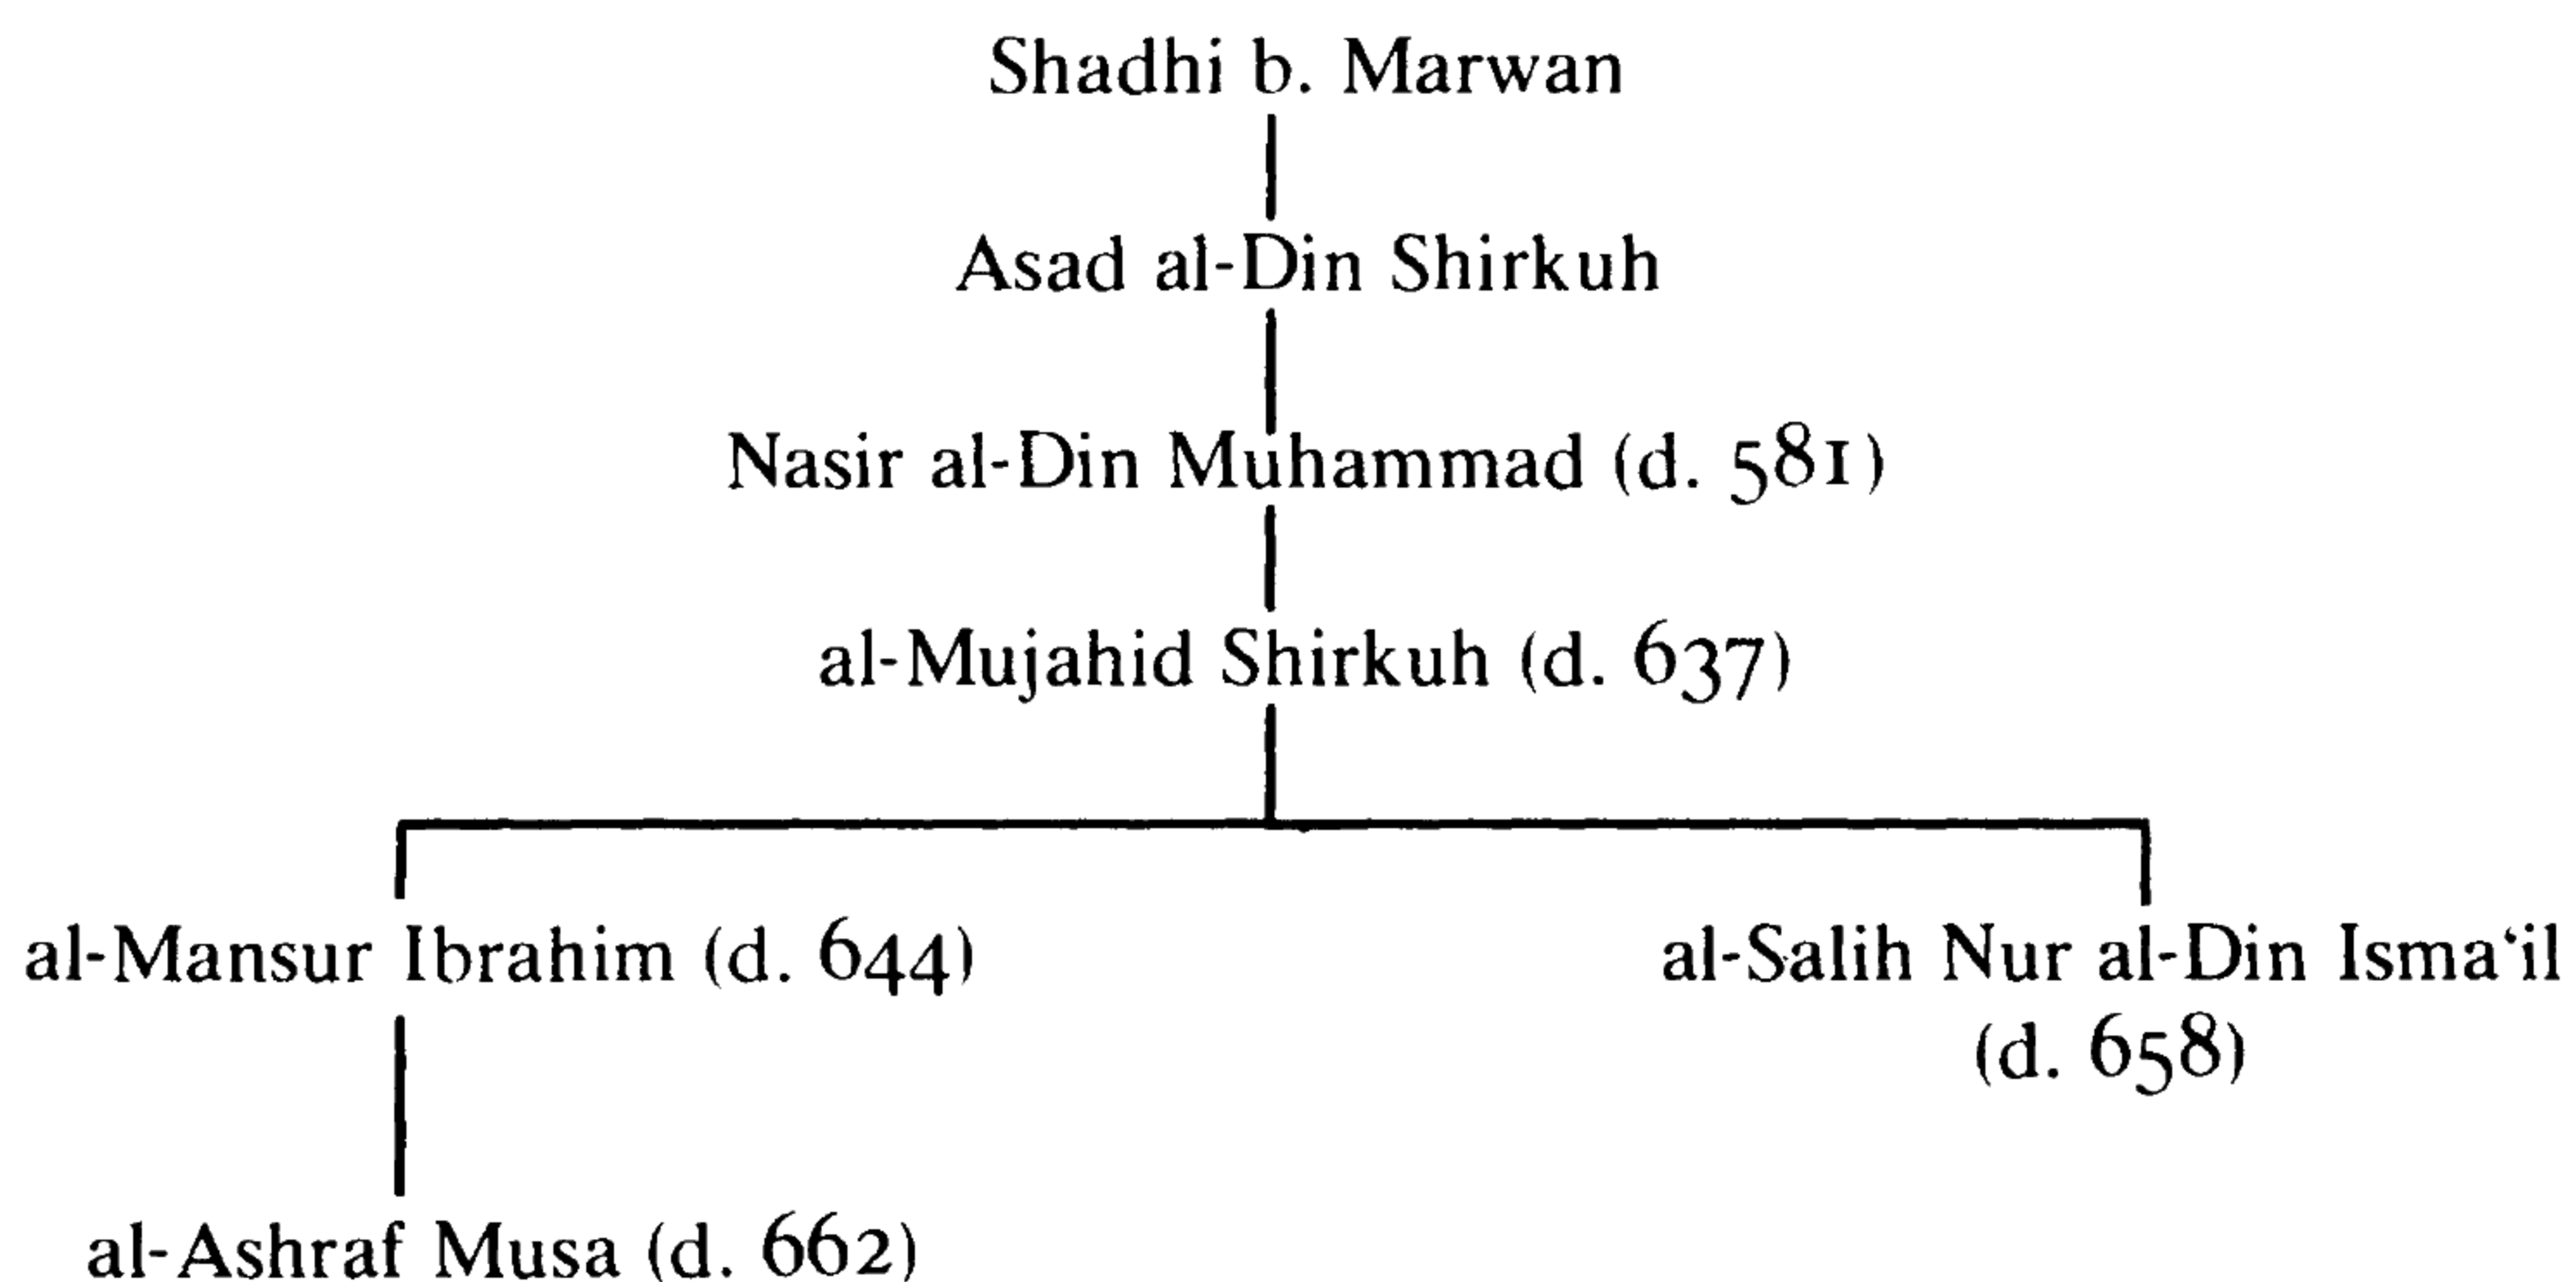 Shadhi b. Marwan
Asad al-Din Shirkuh
Nasir al-Din Muhammad (d. 581)
al-Mujahid Shirkuh (d. 637)
al-Mansur Ibrahim (d. 644)
al-Salih Nur al-Din Isma‘il
(d. 658)
al-Ashraf Musa (d. 662)